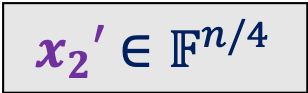 x₂′ ∈ 𝔽^{n/4}